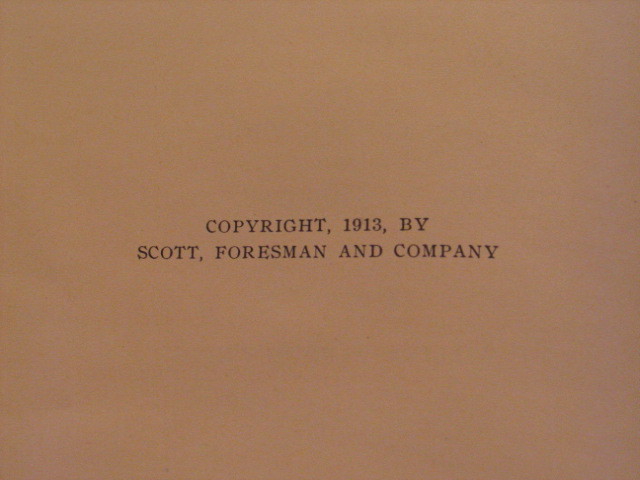 COPYRIGHT, 1913, BY
SCOTT, FORESMAN AND COMPANY